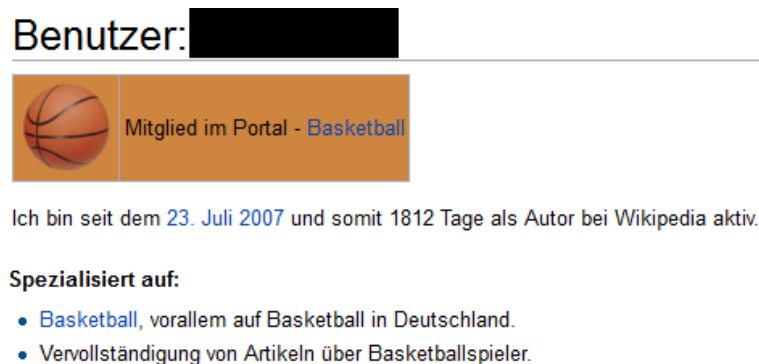 Benutzer:
Mitglied im Portal - Basketball
Ich bin seit dem 23. Juli 2007 und somit 1812 Tage als Autor bei Wikipedia aktiv.
Spezialisiert auf:
• Basketball, vorallem auf Basketball in Deutschland.
• Vervollständigung von Artikeln über Basketballspieler.